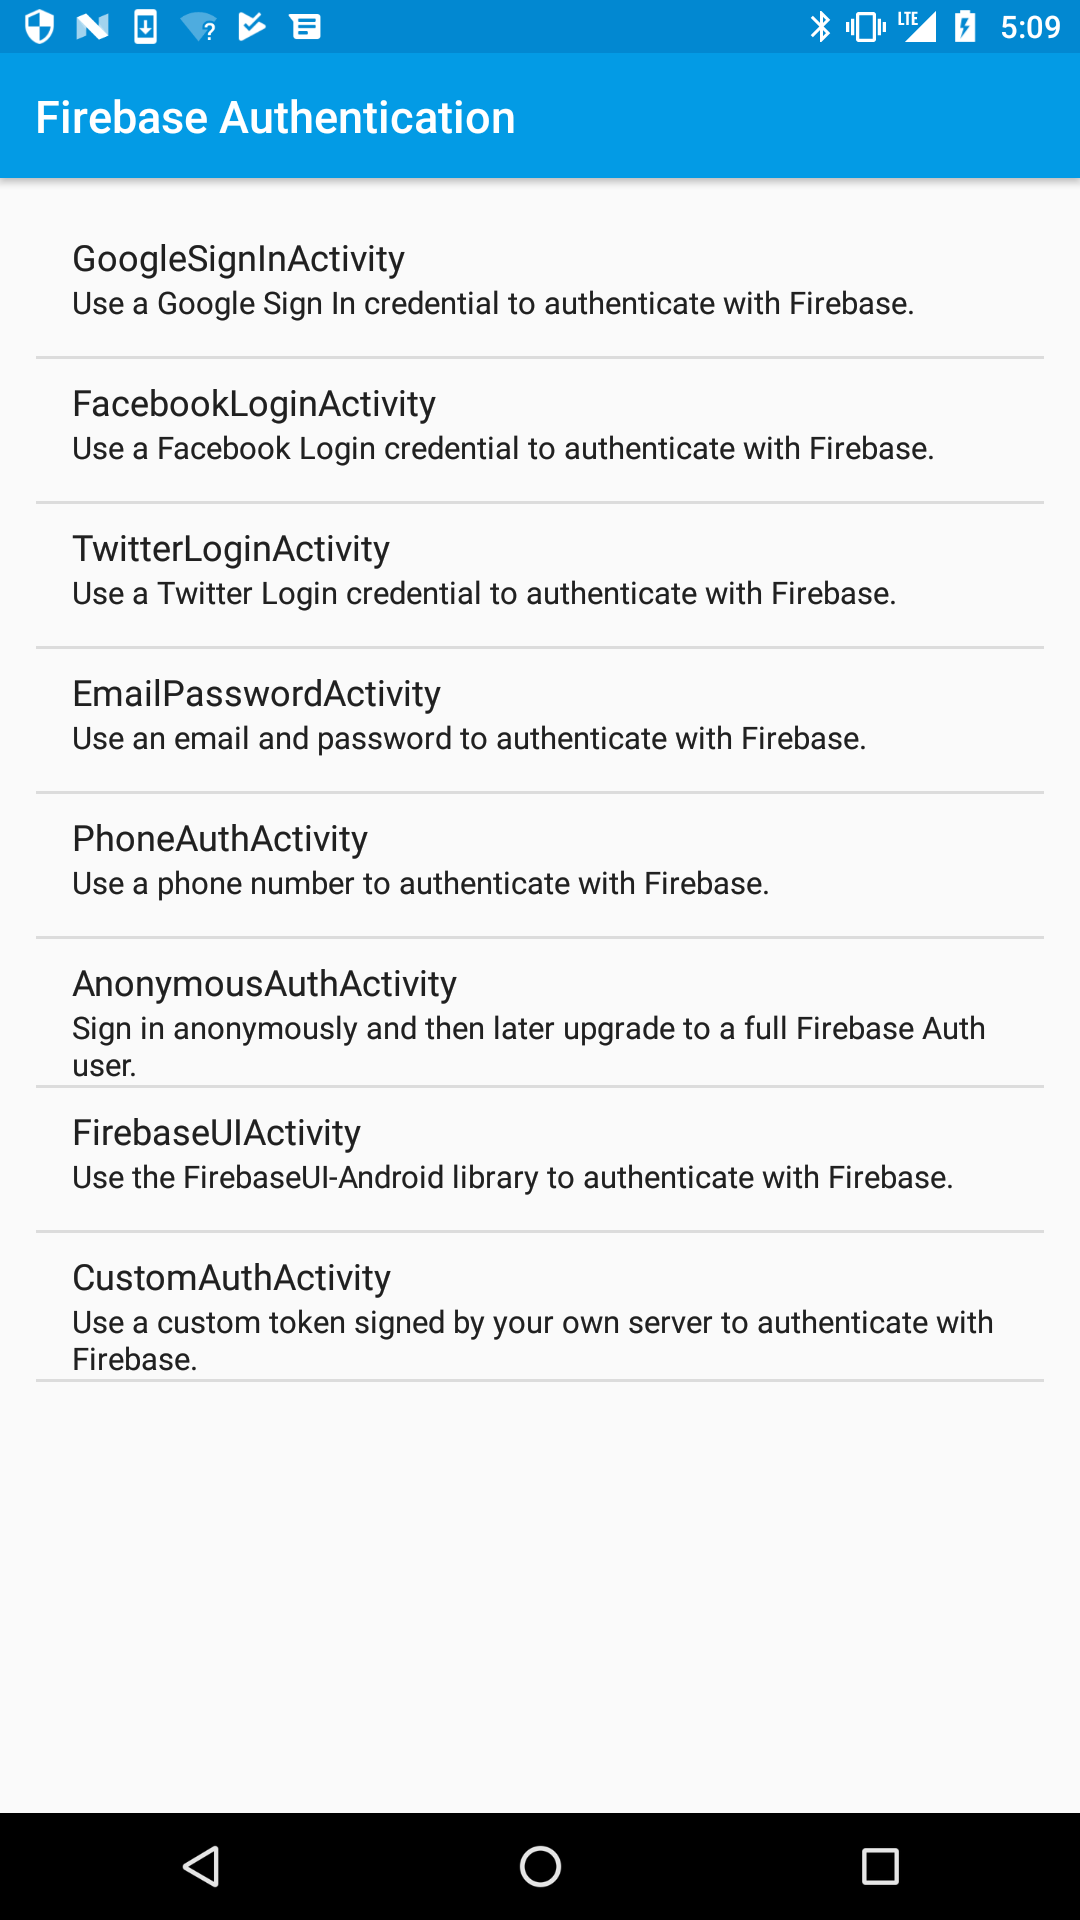 LTE 5:09
Firebase Authentication
GoogleSignInActivity
Use a Google Sign In credential to authenticate with Firebase.
FacebookLoginActivity
Use a Facebook Login credential to authenticate with Firebase.
TwitterLoginActivity
Use a Twitter Login credential to authenticate with Firebase.
EmailPasswordActivity
Use an email and password to authenticate with Firebase.
PhoneAuthActivity
Use a phone number to authenticate with Firebase.
AnonymousAuthActivity
Sign in anonymously and then later upgrade to a full Firebase Auth
user.
FirebaseUIActivity
Use the FirebaseUI-Android library to authenticate with Firebase.
CustomAuthActivity
Use a custom token signed by your own server to authenticate with
Firebase.